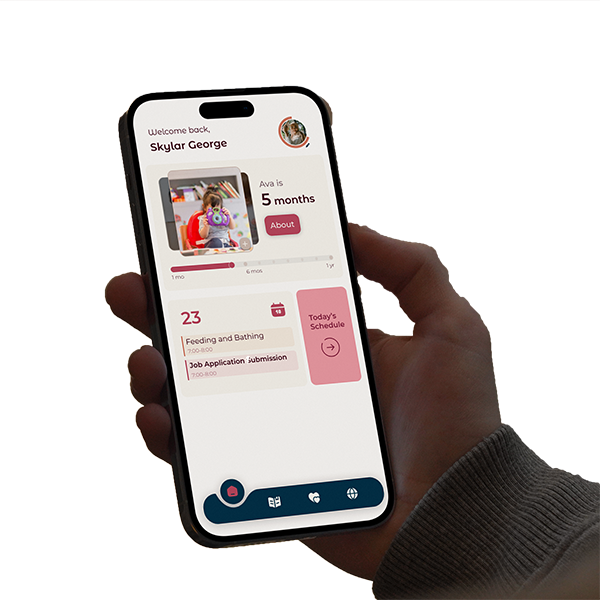 Welcome back,
Skylar George
Ava is
5 months
About
1 mo.
6 mos
1 yr
23
18
Feeding and Bathing
7:00-8:00
Job Application Submission
7:00-8:00
Today's
Schedule